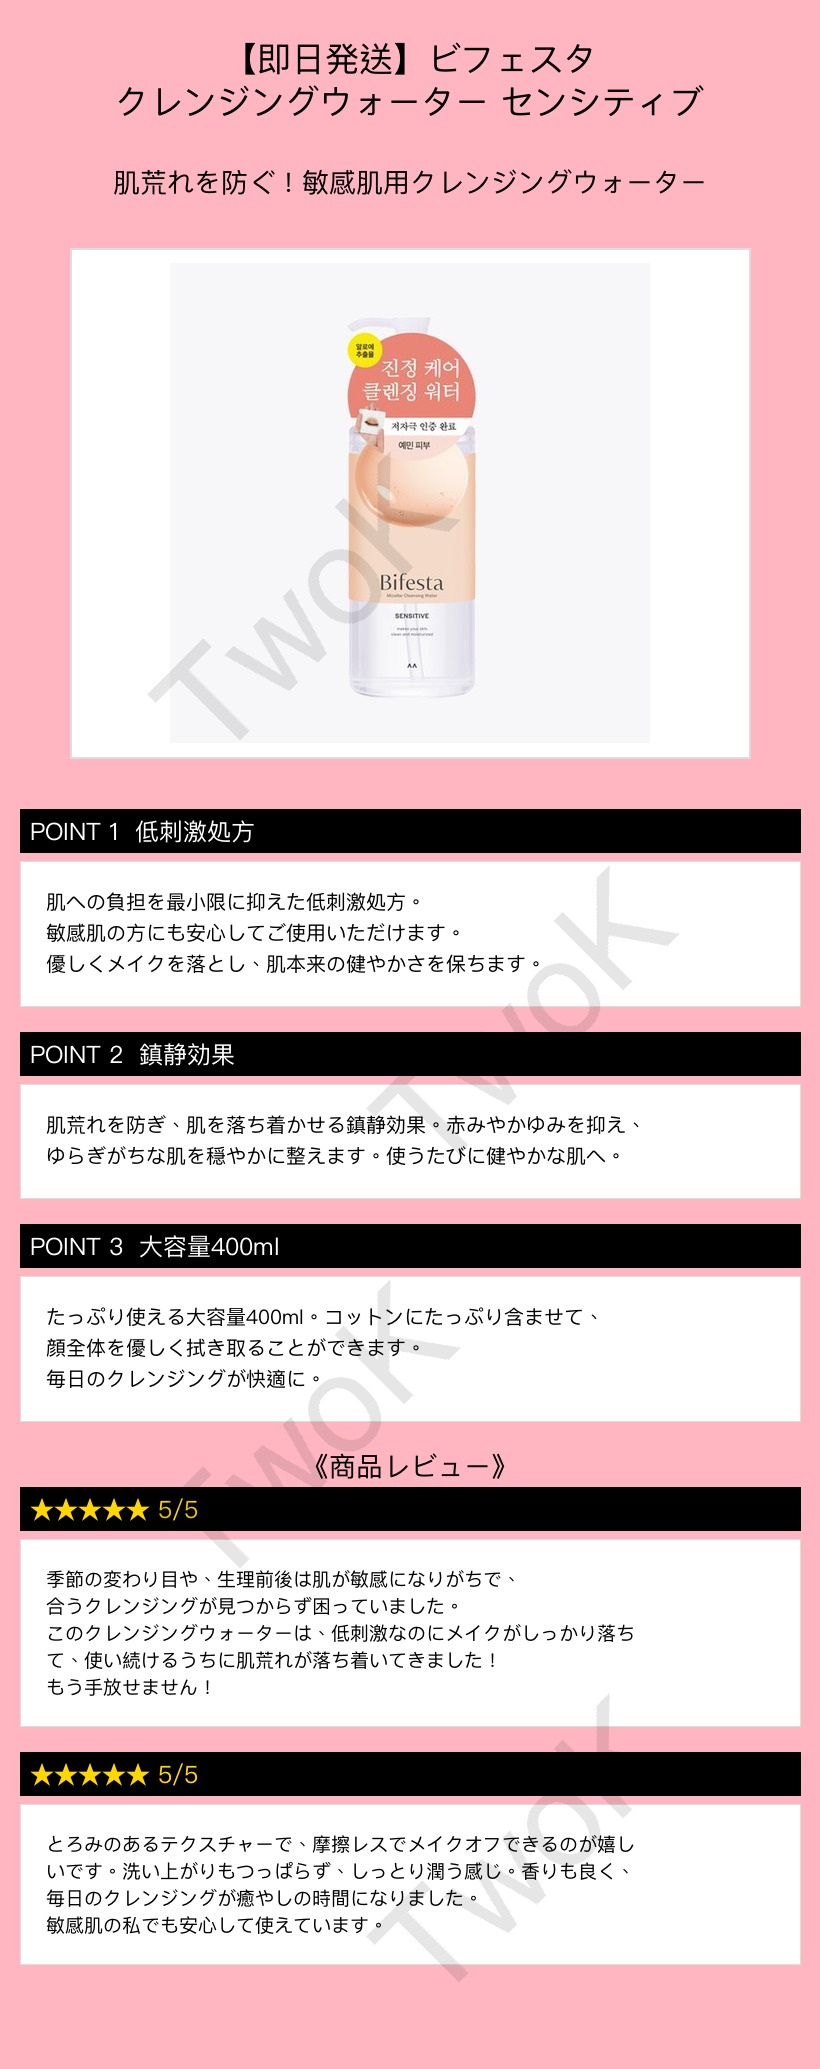 【即日発送】ビフェスタ
クレンジングウォーター センシティブ
肌荒れを防ぐ！敏感肌用クレンジングウォーター
알로에
추출물
진정 케어
클렌징 워터
저자극 인증 완료
예민 피부
Bifesta
Micellar Cleansing Water
SENSITIVE
makes your skin
clean and moisturized
TwoK
POINT 1 低刺激処方
肌への負担を最小限に抑えた低刺激処方。
敏感肌の方にも安心してご使用いただけます。
優しくメイクを落とし、肌本来の健やかさを保ちます。
TwoK
POINT 2 鎮静効果
肌荒れを防ぎ、肌を落ち着かせる鎮静効果。赤みやかゆみを抑え、
ゆらぎがちな肌を穏やかに整えます。使うたびに健やかな肌へ。
POINT 3 大容量400ml
たっぷり使える大容量400ml。コットンにたっぷり含ませて、
顔全体を優しく拭き取ることができます。
毎日のクレンジングが快適に。
TwoK
《商品レビュー》
★★★★★ 5/5
季節の変わり目や、生理前後は肌が敏感になりがちで、
合うクレンジングが見つからず困っていました。
このクレンジングウォーターは、低刺激なのにメイクがしっかり落ち
て、使い続けるうちに肌荒れが落ち着いてきました！
もう手放せません！
★★★★★ 5/5
とろみのあるテクスチャーで、摩擦レスでメイクオフできるのが嬉し
いです。洗い上がりもつっぱらず、しっとり潤う感じ。香りも良く、
毎日のクレンジングが癒やしの時間になりました。
敏感肌の私でも安心して使えています。
TwoK